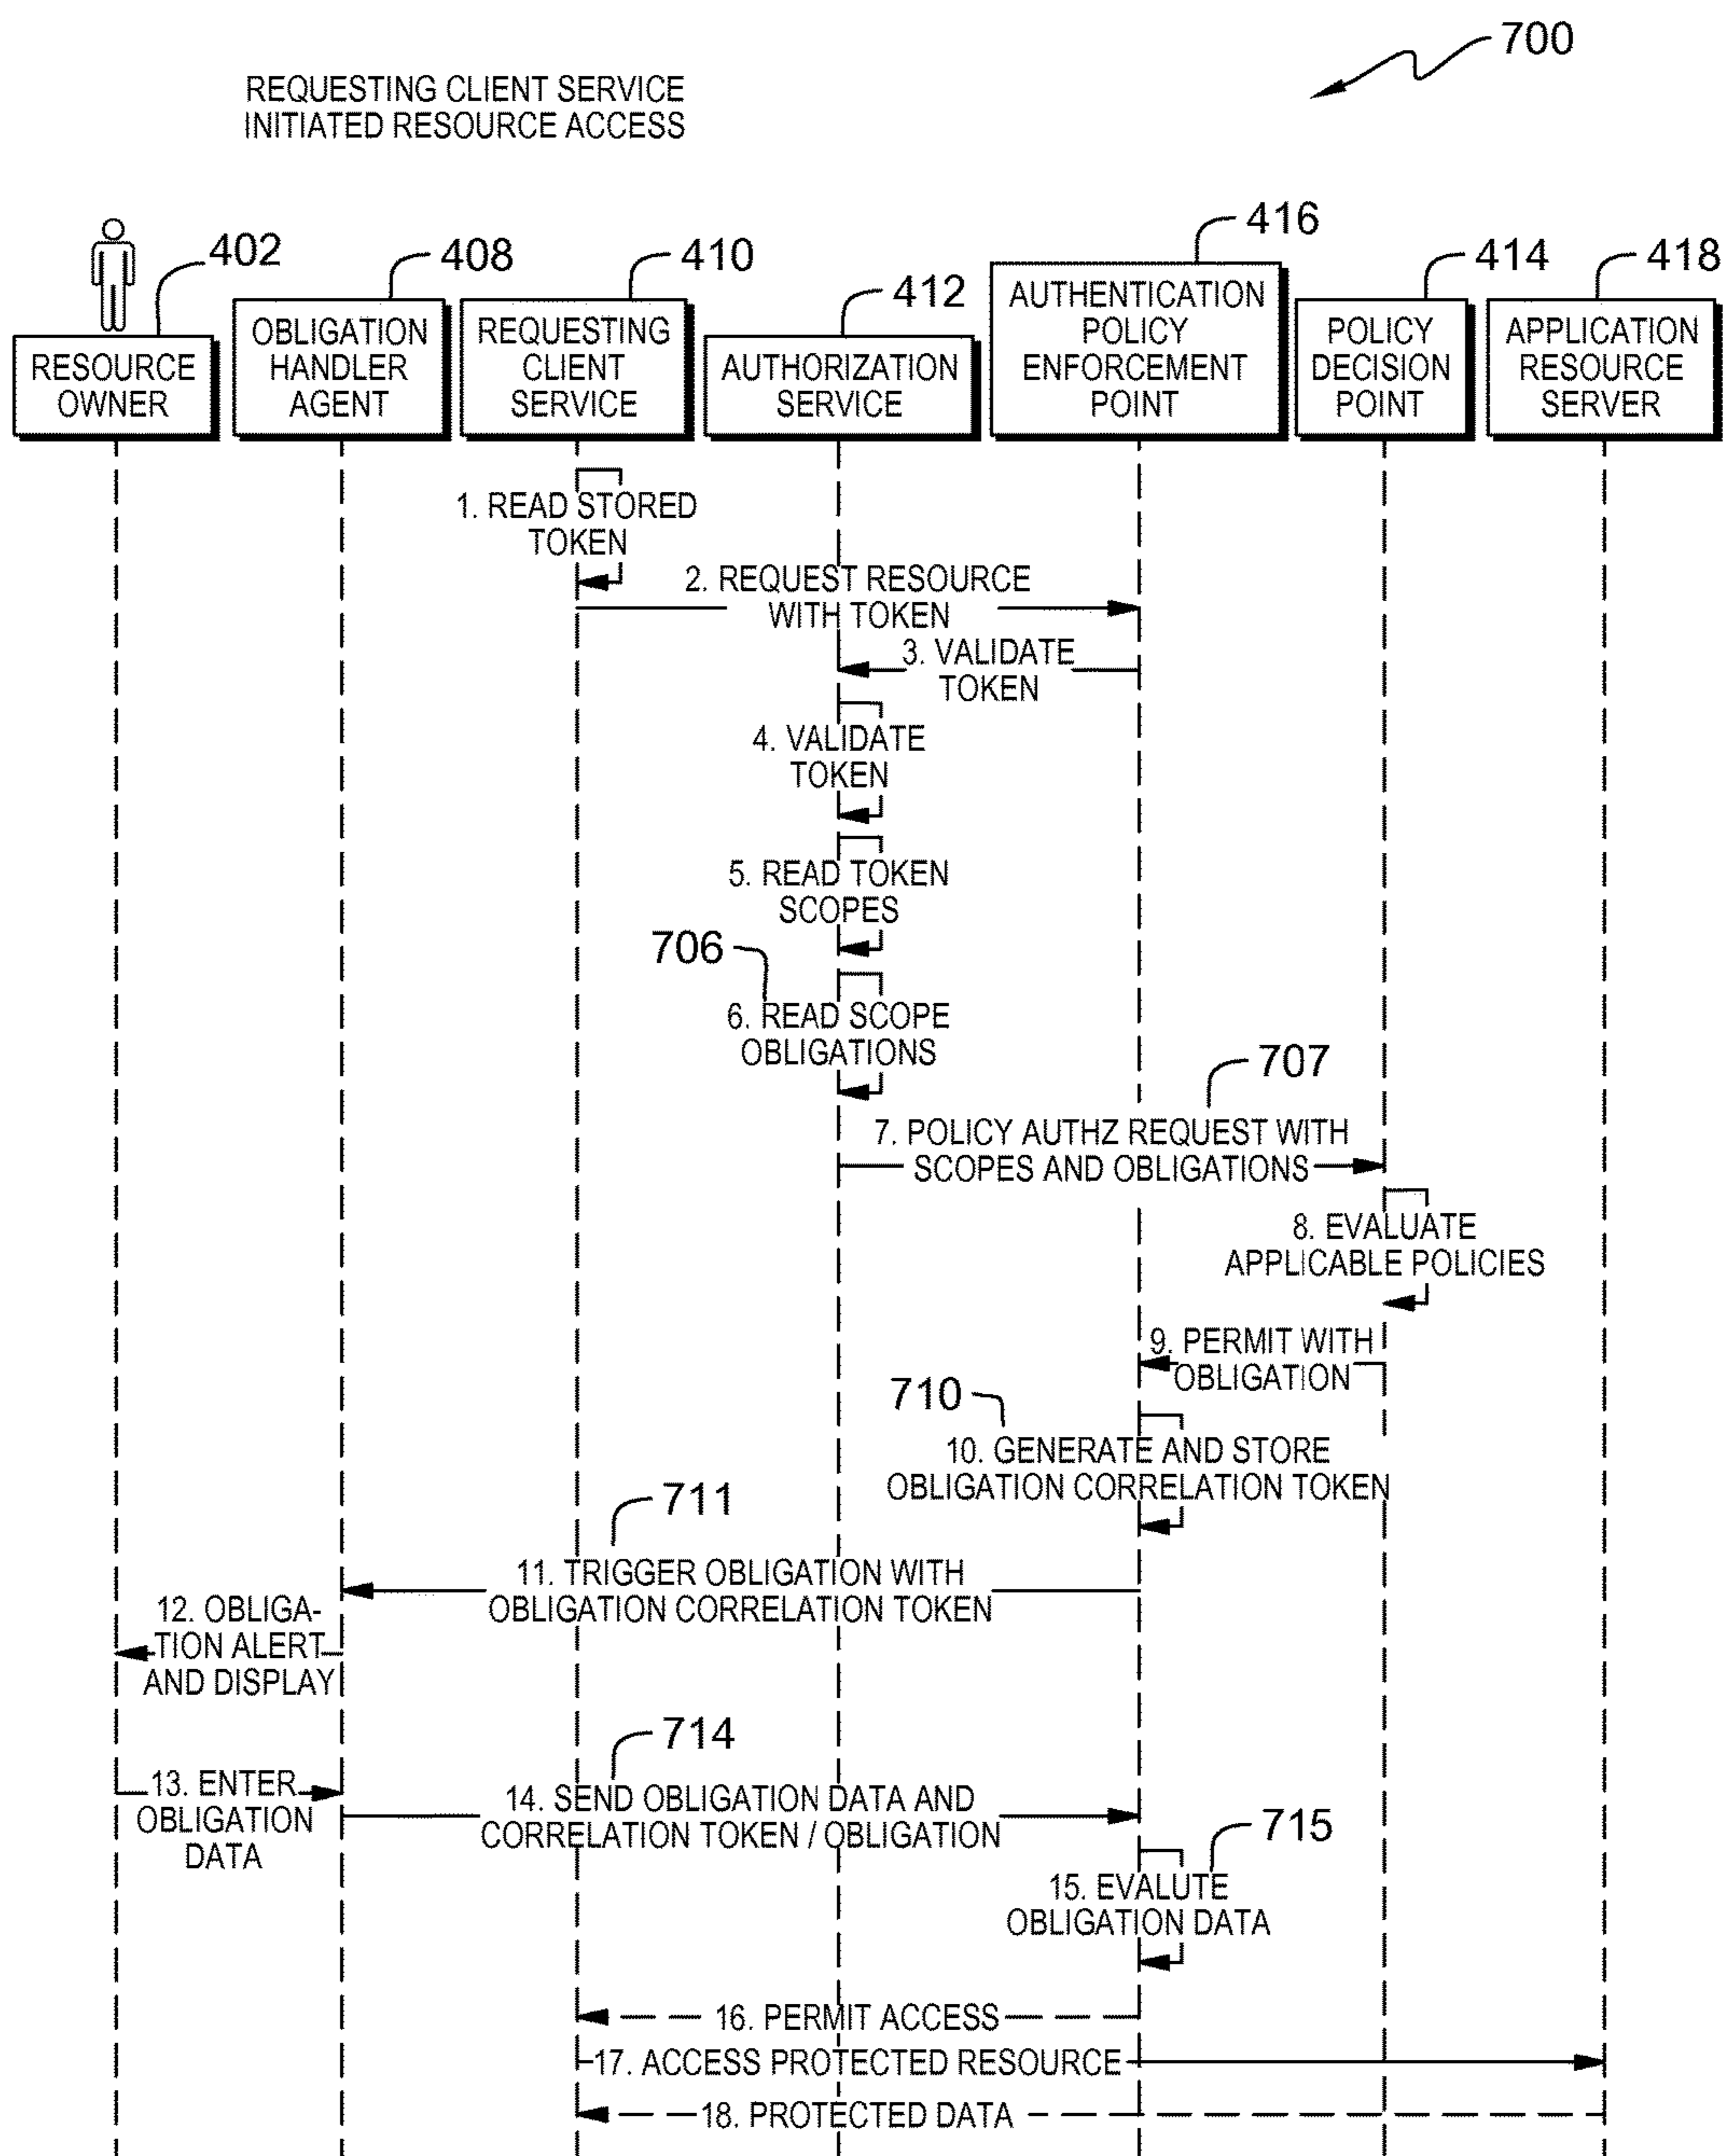 700
REQUESTING CLIENT SERVICE
INITIATED RESOURCE ACCESS
402
408
410
412
416
414
418
RESOURCE
OWNER
OBLIGATION
HANDLER
AGENT
REQUESTING
CLIENT
SERVICE
AUTHORIZATION
SERVICE
AUTHENTICATION
POLICY
ENFORCEMENT
POINT
POLICY
DECISION
POINT
APPLICATION
RESOURCE
SERVER
1. READ STORED
TOKEN
2. REQUEST RESOURCE
WITH TOKEN
3. VALIDATE
TOKEN
4. VALIDATE
TOKEN
5. READ TOKEN
SCOPES
706
6. READ SCOPE
OBLIGATIONS
707
7. POLICY AUTHZ REQUEST WITH
SCOPES AND OBLIGATIONS
8. EVALUATE
APPLICABLE POLICIES
9. PERMIT WITH
OBLIGATION
710
10. GENERATE AND STORE
OBLIGATION CORRELATION TOKEN
711
11. TRIGGER OBLIGATION WITH
OBLIGATION CORRELATION TOKEN
12. OBLIGA-
TION ALERT
AND DISPLAY
714
13. ENTER
OBLIGATION
DATA
14. SEND OBLIGATION DATA AND
CORRELATION TOKEN / OBLIGATION
715
15. EVALUTE
OBLIGATION DATA
16. PERMIT ACCESS
17. ACCESS PROTECTED RESOURCE
18. PROTECTED DATA